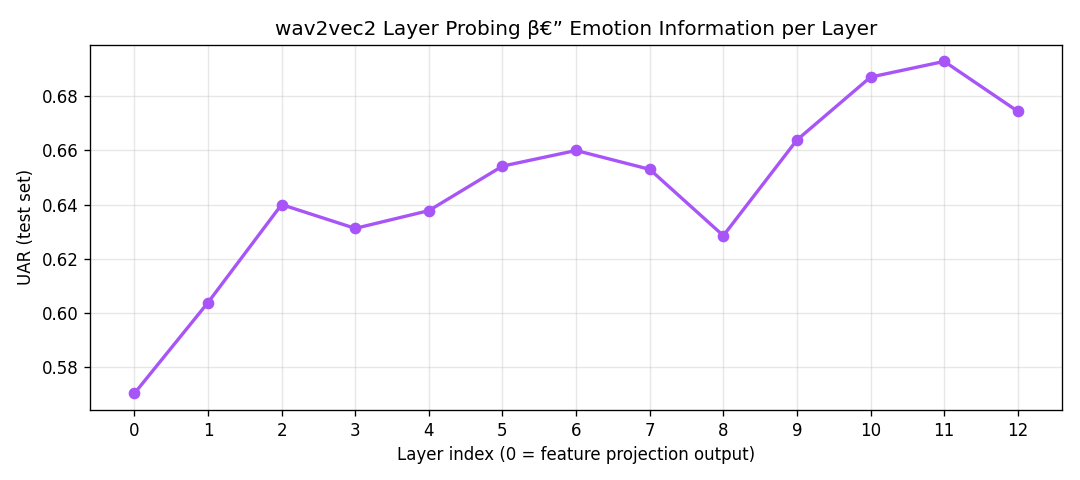 wav2vec2 Layer Probing β€” Emotion Information per Layer
UAR (test set)
0.68
0.66
0.64
0.62
0.60
0.58
0 1 2 3 4 5 6 7 8 9 10 11 12
Layer index (0 = feature projection output)